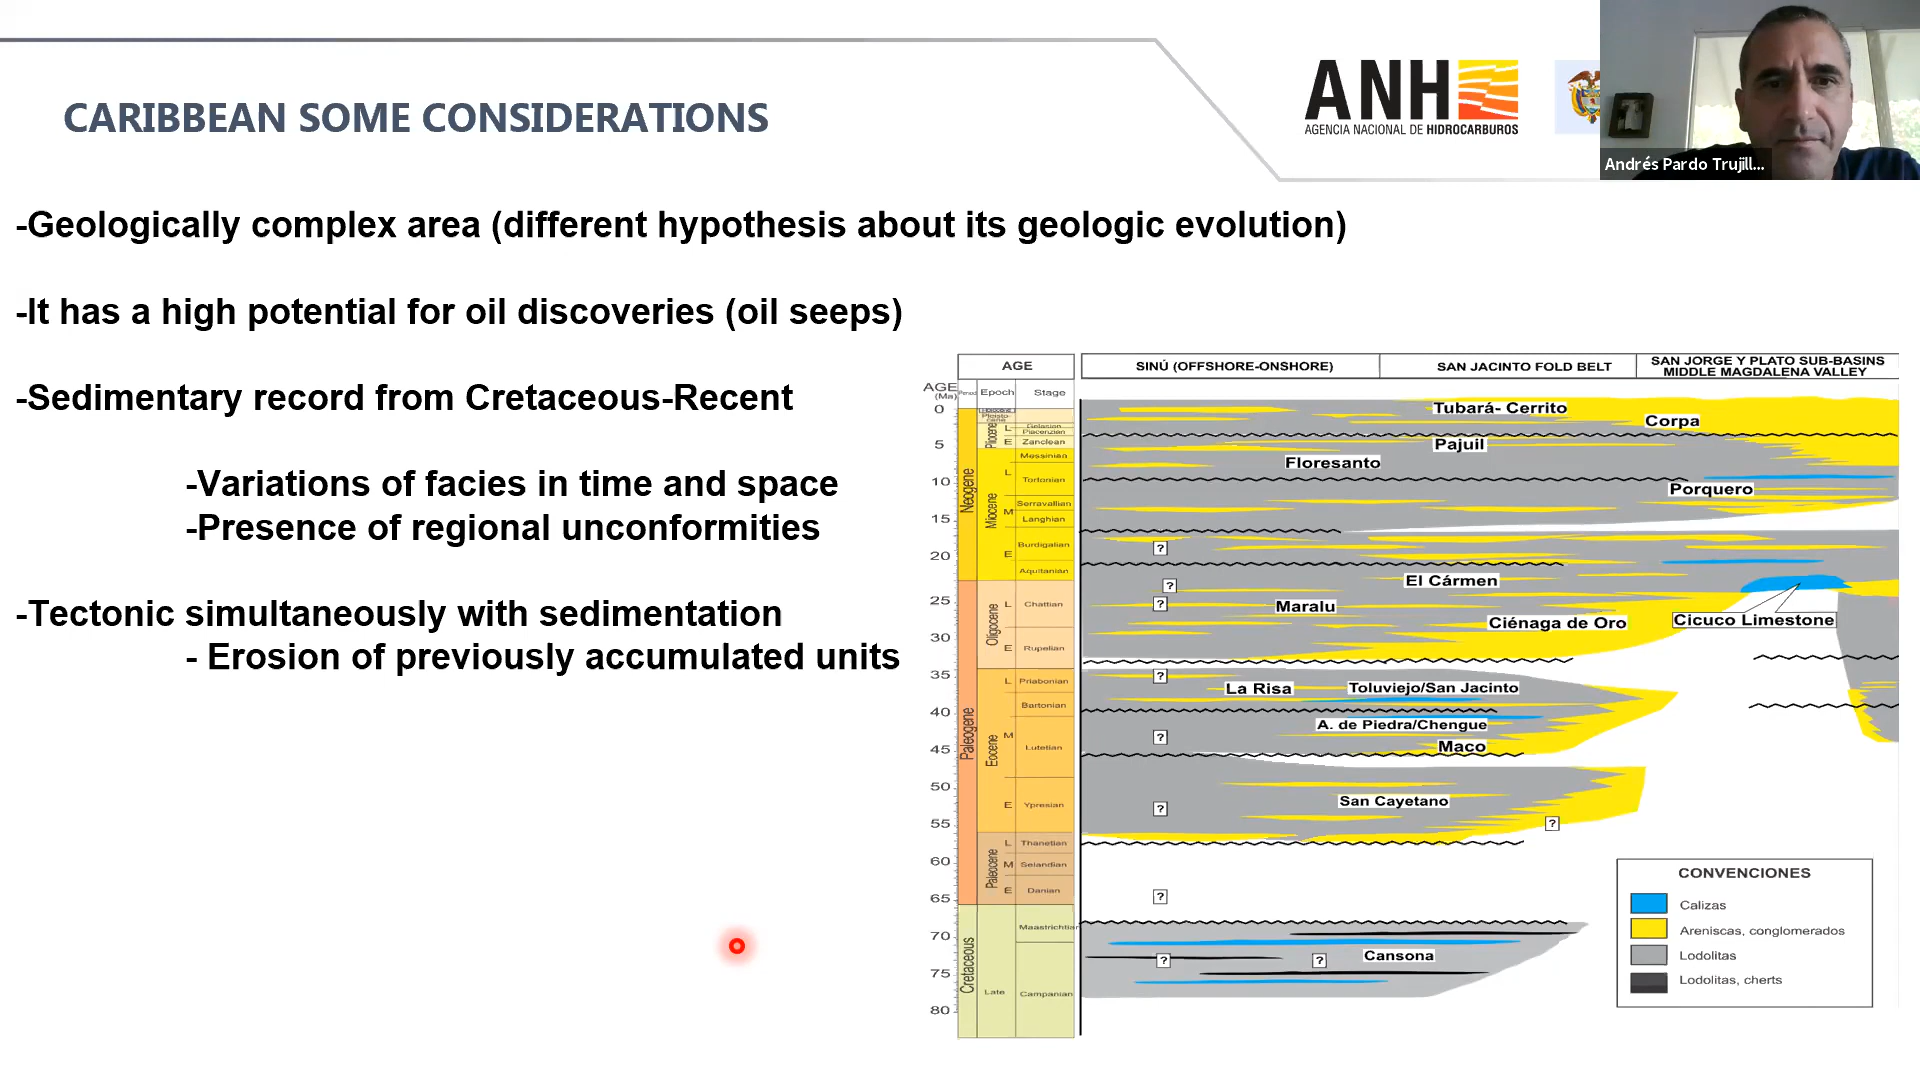 CARIBBEAN SOME CONSIDERATIONS
ANH
AGENCIA NACIONAL DE HIDROCARBUROS
Andrés Pardo Trujill...
-Geologically complex area (different hypothesis about its geologic evolution)
-It has a high potential for oil discoveries (oil seeps)
-Sedimentary record from Cretaceous-Recent
-Variations of facies in time and space
-Presence of regional unconformities
-Tectonic simultaneously with sedimentation
- Erosion of previously accumulated units
AGE
SINÚ (OFFSHORE-ONSHORE)
SAN JACINTO FOLD BELT
SAN JORGE Y PLATO SUB-BASINS
MIDDLE MAGDALENA VALLEY
AGE
(Ma)
Period
Epoch
Stage
0
5
10
15
20
25
30
35
40
45
50
55
60
65
70
75
80
Neogene
Paleogene
Cretaceous
Pliocene
Miocene
Oligocene
Eocene
Paleocene
Late
L
E
L
M
E
L
E
L
M
E
L
M
E
Gelasian
Piacenzian
Zanclean
Messinian
Tortonian
Serravallian
Langhian
Burdigalian
Aquitanian
Chattian
Rupelian
Priabonian
Bartonian
Lutetian
Ypresian
Thanetian
Selandian
Danian
Maastrichtian
Campanian
Tubará- Cerrito
Corpa
Pajuil
Floresanto
Porquero
?
?
El Cármen
?
Maralu
Ciénaga de Oro
Cicuco Limestone
?
La Risa
Toluviejo/San Jacinto
A. de Piedra/Chengue
?
Maco
San Cayetano
?
?
?
Cansona
?
?
CONVENCIONES
Calizas
Areniscas, conglomerados
Lodolitas
Lodolitas, cherts